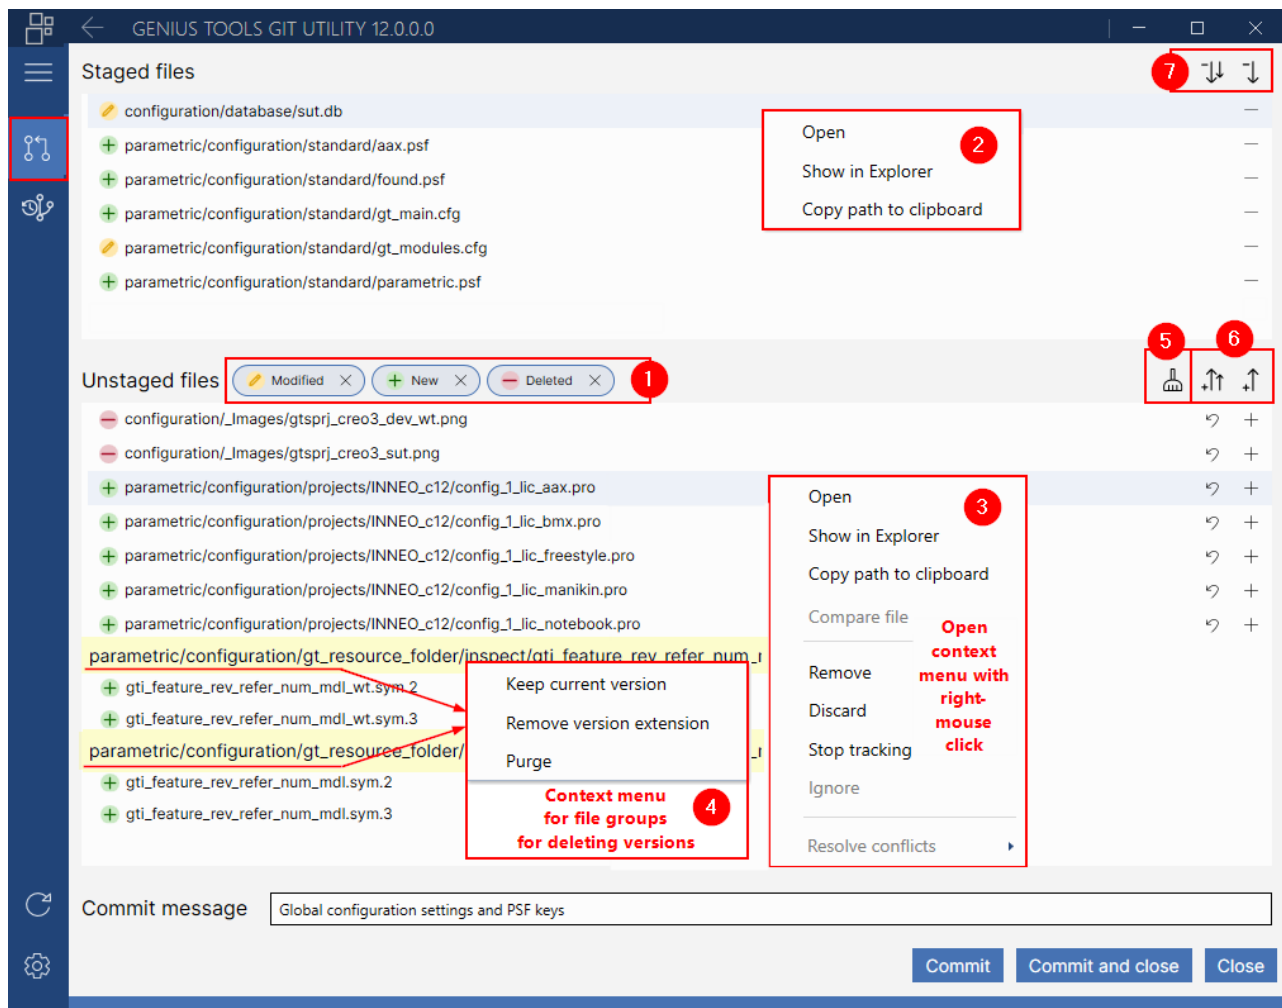 GENIUS TOOLS GIT UTILITY 12.0.0.0
Staged files
7
configuration/database/sut.db
parametric/configuration/standard/aax.psf
parametric/configuration/standard/found.psf
parametric/configuration/standard/gt_main.cfg
parametric/configuration/standard/gt_modules.cfg
parametric/configuration/standard/parametric.psf
Open
2
Show in Explorer
Copy path to clipboard
5
6
Unstaged files
Modified
New
Deleted
1
configuration/_Images/gtsprj_creo3_dev_wt.png
configuration/_Images/gtsprj_creo3_sut.png
parametric/configuration/projects/INNEO_c12/config_1_lic_aax.pro
parametric/configuration/projects/INNEO_c12/config_1_lic_bmx.pro
parametric/configuration/projects/INNEO_c12/config_1_lic_freestyle.pro
parametric/configuration/projects/INNEO_c12/config_1_lic_manikin.pro
parametric/configuration/projects/INNEO_c12/config_1_lic_notebook.pro
parametric/configuration/gt_resource_folder/inspect/gti_feature_rev_refer_num_
gti_feature_rev_refer_num_mdl_wt.sym.2
gti_feature_rev_refer_num_mdl_wt.sym.3
parametric/configuration/gt_resource_folder/
gti_feature_rev_refer_num_mdl.sym.2
gti_feature_rev_refer_num_mdl.sym.3
Keep current version
Remove version extension
Purge
Context menu
for file groups
for deleting versions
4
Open
3
Show in Explorer
Copy path to clipboard
Compare file
Remove
Discard
Stop tracking
Ignore
Resolve conflicts
Open
context
menu with
right-
mouse
click
Commit message
Global configuration settings and PSF keys
Commit
Commit and close
Close